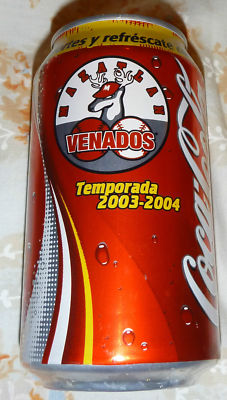 tes y refréscate
MAZATLAN
VENADOS
Temporada
2003-2004
Coca-Cola